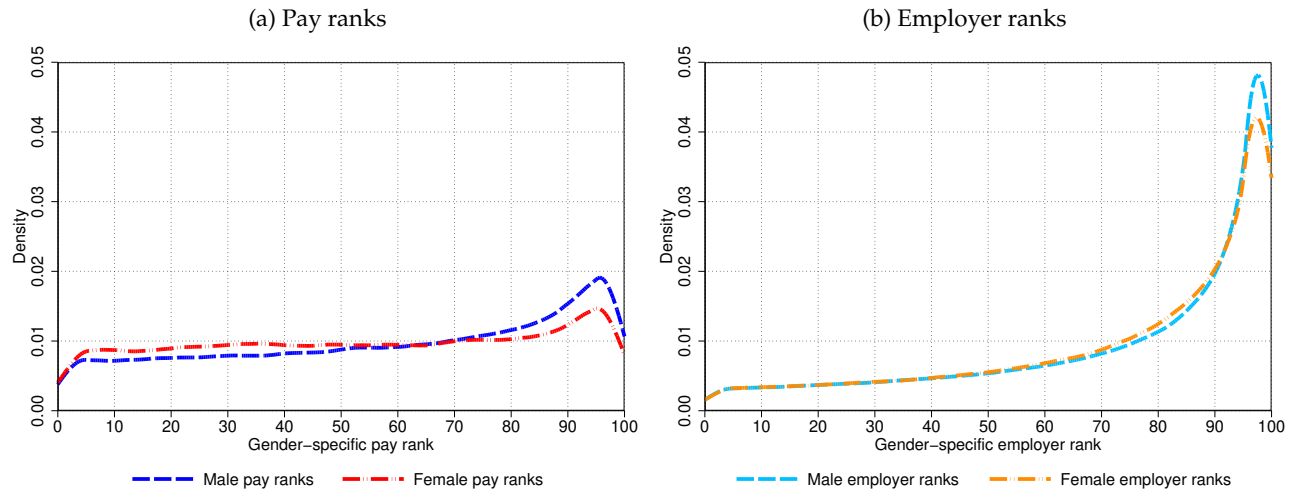 (a) Pay ranks
Density
0.00 0.01 0.02 0.03 0.04 0.05
0 10 20 30 40 50 60 70 80 90 100
Gender−specific pay rank
Male pay ranks Female pay ranks
(b) Employer ranks
Density
0.00 0.01 0.02 0.03 0.04 0.05
0 10 20 30 40 50 60 70 80 90 100
Gender−specific employer rank
Male employer ranks Female employer ranks